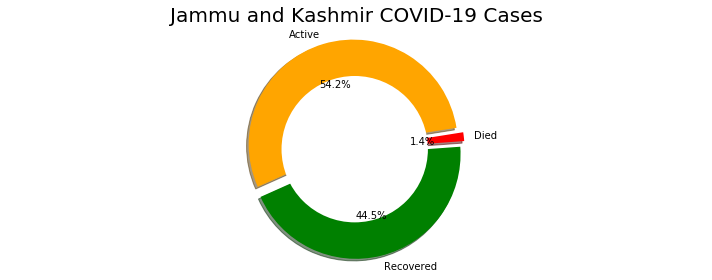 Jammu and Kashmir COVID-19 Cases
Active
54.2%
Died
1.4%
44.5%
Recovered